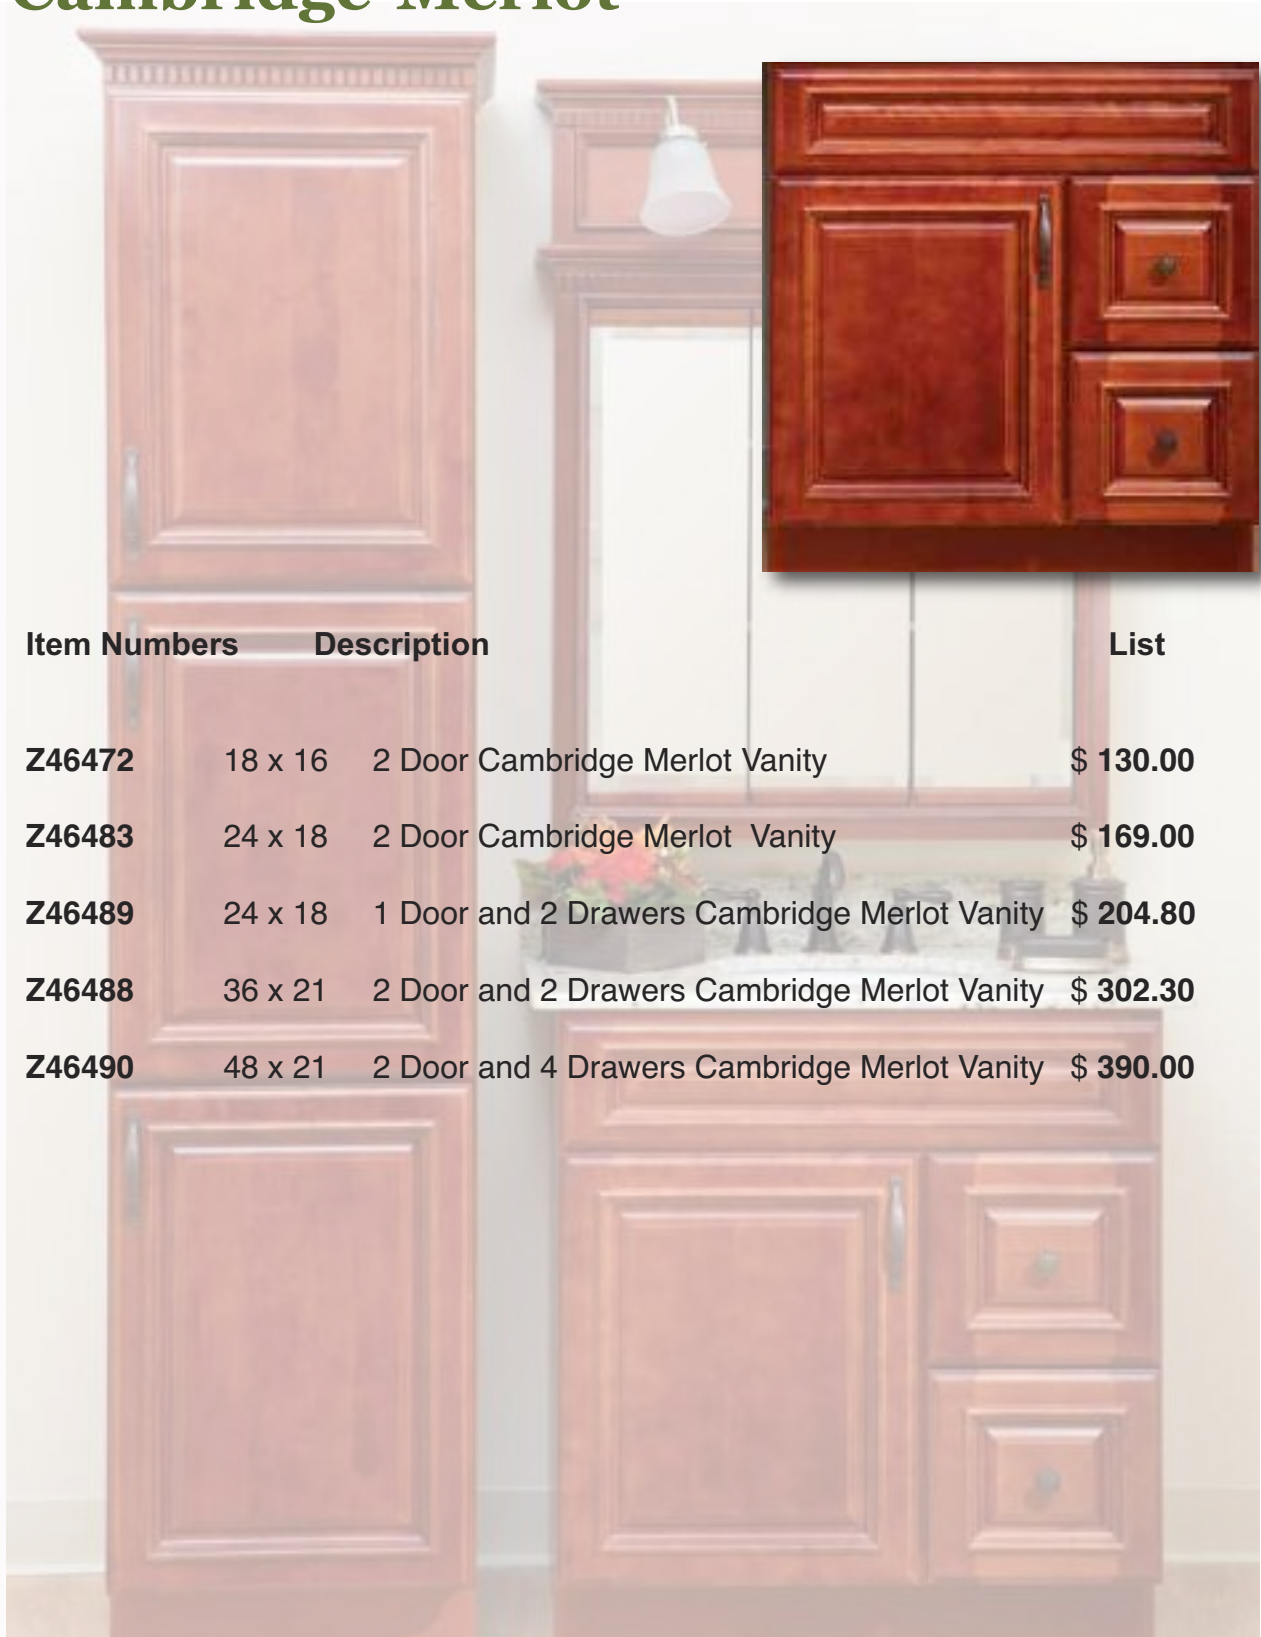 Cambridge Merlot
Item Numbers Description List
Z46472 18 x 16 2 Door Cambridge Merlot Vanity $ 130.00
Z46483 24 x 18 2 Door Cambridge Merlot Vanity $ 169.00
Z46489 24 x 18 1 Door and 2 Drawers Cambridge Merlot Vanity $ 204.80
Z46488 36 x 21 2 Door and 2 Drawers Cambridge Merlot Vanity $ 302.30
Z46490 48 x 21 2 Door and 4 Drawers Cambridge Merlot Vanity $ 390.00